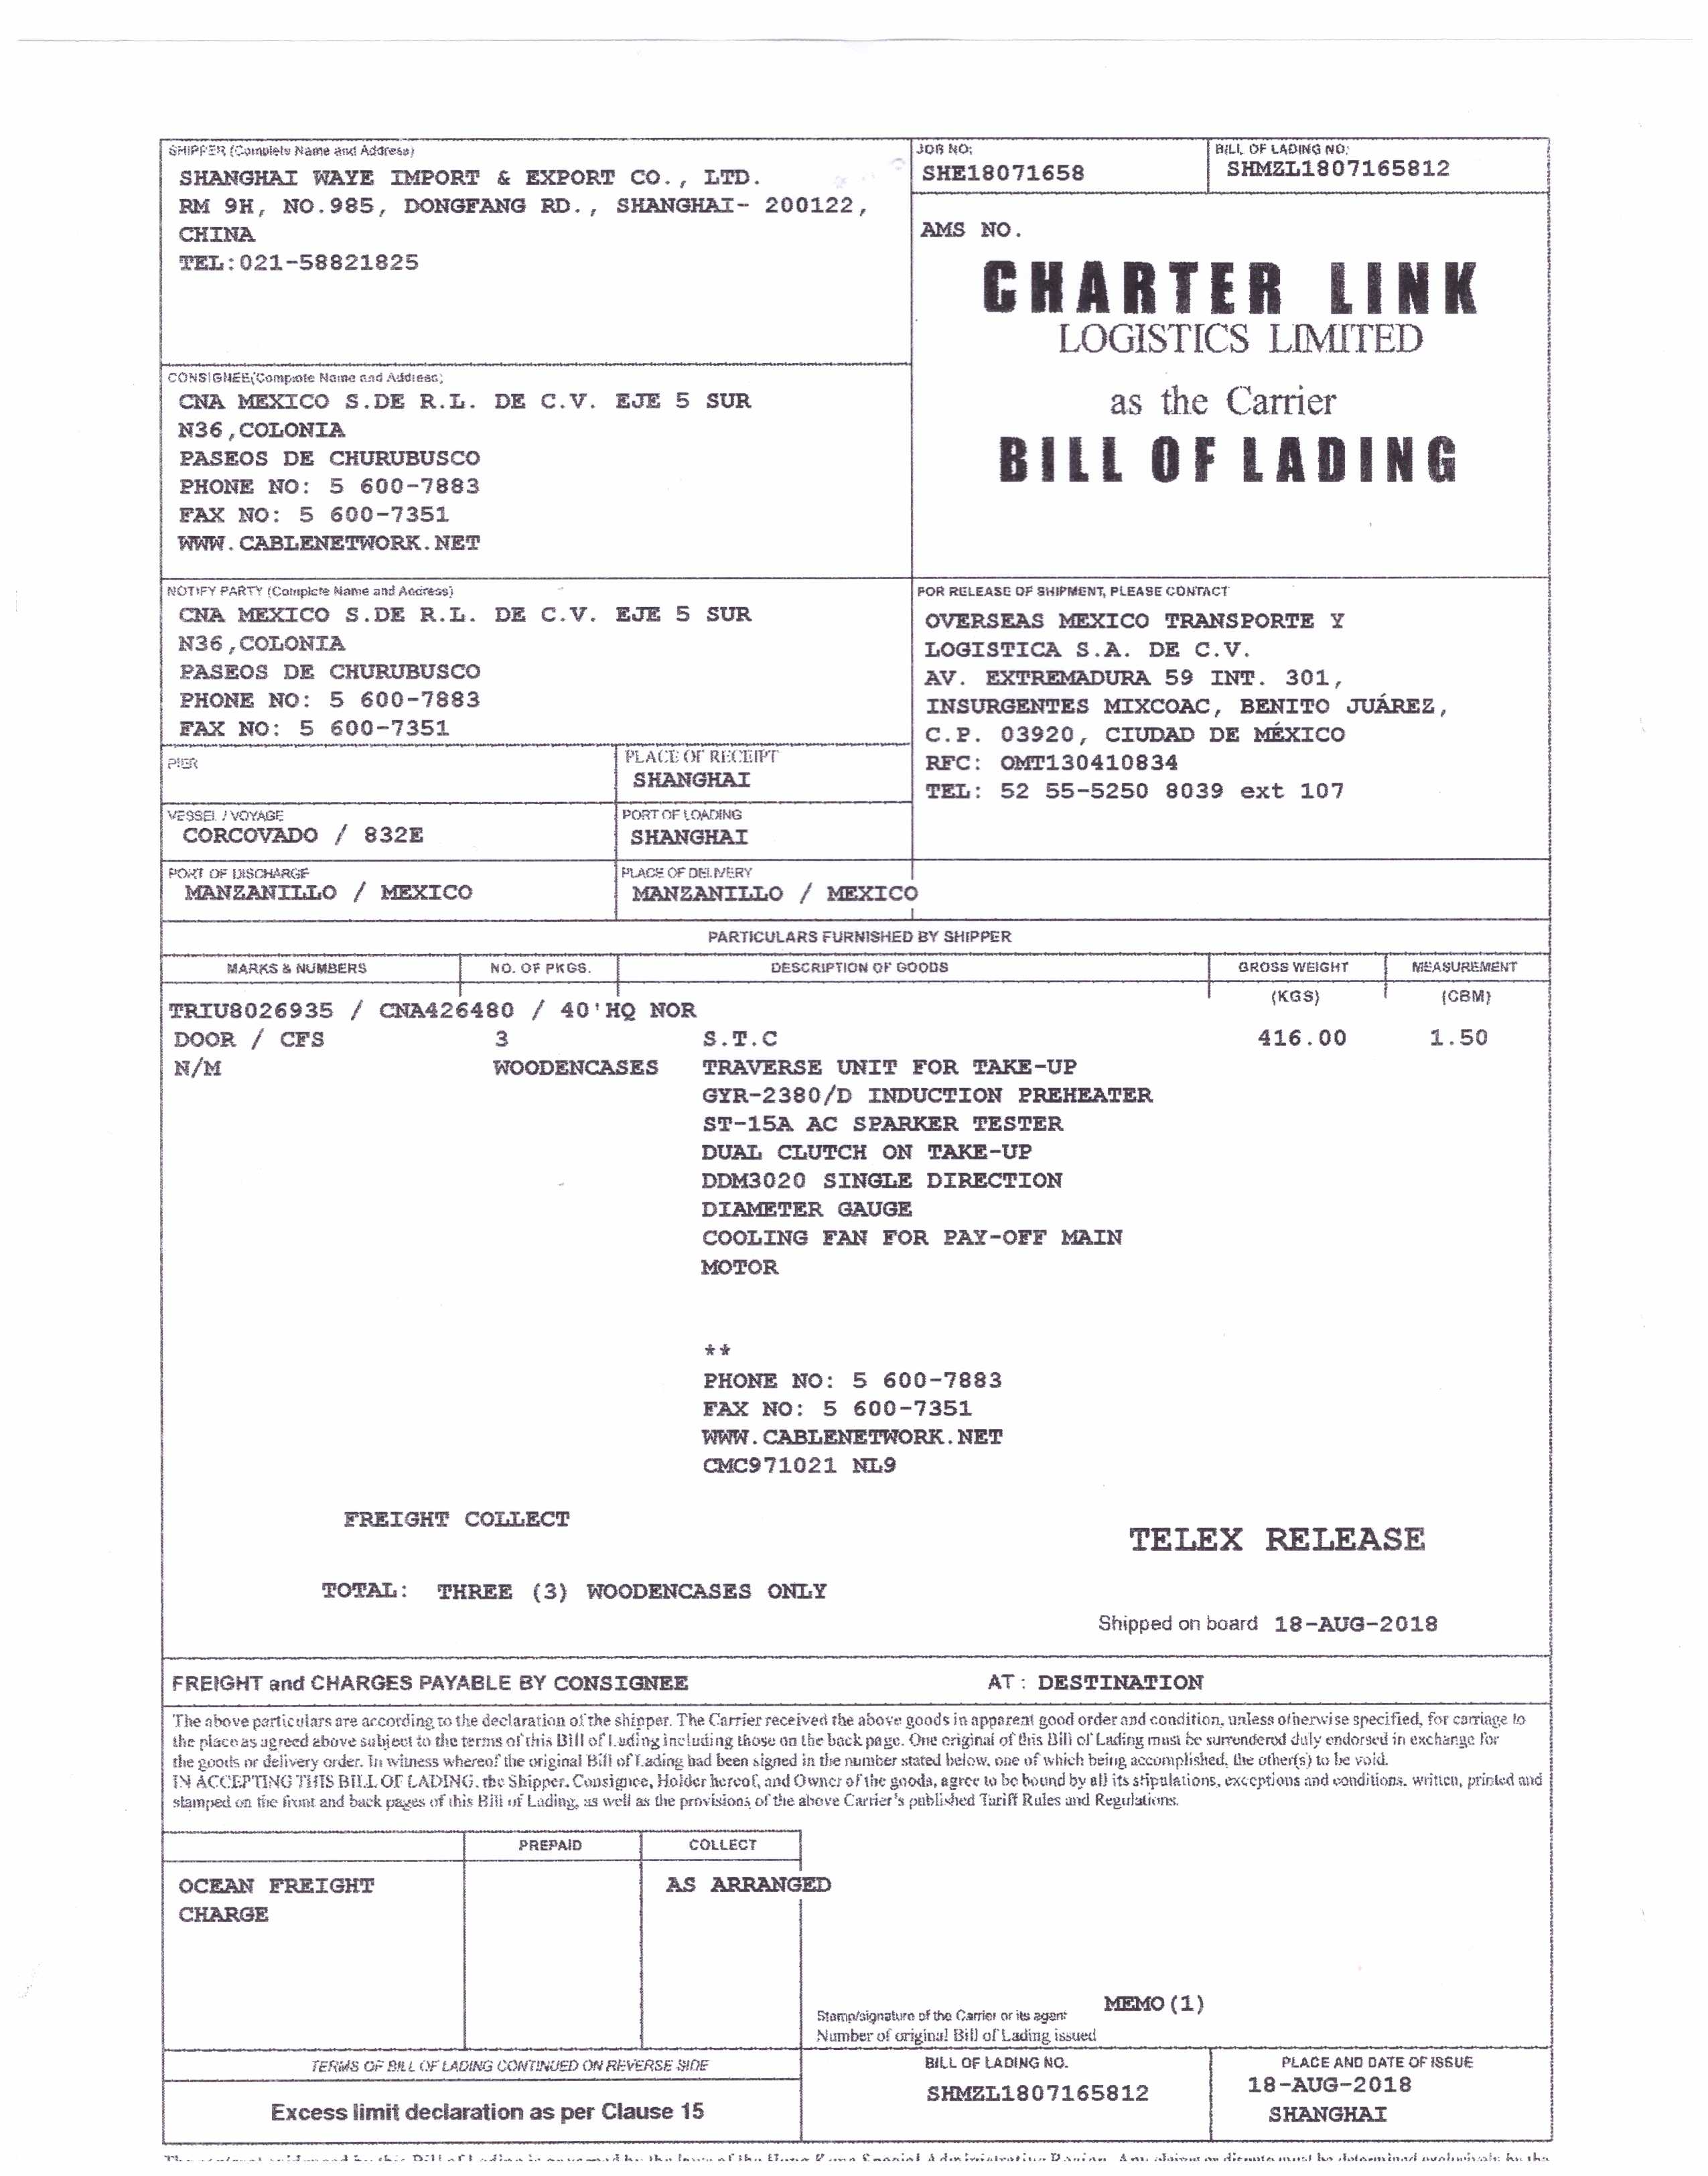 SHIPPER (Complete Name and Address)
SHANGHAI WAYE IMPORT & EXPORT CO., LTD.
RM 9H, NO.985, DONGFANG RD., SHANGHAI- 200122,
CHINA
TEL:021-58821825
JOB NO:
SHE18071658
BILL OF LADING NO:
SHMZL1807165812
AMS NO.
CHARTER LINK
LOGISTICS LIMITED
as the Carrier
BILL OF LADING
CONSIGNEE(Complete Name and Address)
CNA MEXICO S.DE R.L. DE C.V. EJE 5 SUR
N36,COLONIA
PASEOS DE CHURUBUSCO
PHONE NO: 5 600-7883
FAX NO: 5 600-7351
WWW.CABLENETWORK.NET
NOTIFY PARTY (Complete Name and Address)
CNA MEXICO S.DE R.L. DE C.V. EJE 5 SUR
N36,COLONIA
PASEOS DE CHURUBUSCO
PHONE NO: 5 600-7883
FAX NO: 5 600-7351
FOR RELEASE OF SHIPMENT, PLEASE CONTACT
OVERSEAS MEXICO TRANSPORTE Y
LOGISTICA S.A. DE C.V.
AV. EXTREMADURA 59 INT. 301,
INSURGENTES MIXCOAC, BENITO JUÁREZ,
C.P. 03920, CIUDAD DE MÉXICO
RFC: OMT130410834
TEL: 52 55-5250 8039 ext 107
PIER
PLACE OF RECEIPT
SHANGHAI
VESSEL / VOYAGE
CORCOVADO / 832E
PORT OF LOADING
SHANGHAI
PORT OF DISCHARGE
MANZANILLO / MEXICO
PLACE OF DELIVERY
MANZANILLO / MEXICO
PARTICULARS FURNISHED BY SHIPPER
MARKS & NUMBERS NO. OF PKGS. DESCRIPTION OF GOODS GROSS WEIGHT MEASUREMENT
(KGS) (CBM)
TRIU8026935 / CNA426480 / 40'HQ NOR
DOOR / CFS 3 S.T.C 416.00 1.50
N/M WOODENCASES TRAVERSE UNIT FOR TAKE-UP
GYR-2380/D INDUCTION PREHEATER
ST-15A AC SPARKER TESTER
DUAL CLUTCH ON TAKE-UP
DDM3020 SINGLE DIRECTION
DIAMETER GAUGE
COOLING FAN FOR PAY-OFF MAIN
MOTOR
**
PHONE NO: 5 600-7883
FAX NO: 5 600-7351
WWW.CABLENETWORK.NET
CMC971021 NL9
FREIGHT COLLECT
TELEX RELEASE
TOTAL: THREE (3) WOODENCASES ONLY
Shipped on board 18-AUG-2018
FREIGHT and CHARGES PAYABLE BY CONSIGNEE AT : DESTINATION
The above particulars are according to the declaration of the shipper. The Carrier received the above goods in apparent good order and condition, unless otherwise specified, for carriage to
the place as agreed above subject to the terms of this Bill of Lading including those on the back page. One original of this Bill of Lading must be surrendered duly endorsed in exchange for
the goods or delivery order. In witness whereof the original Bill of Lading had been signed in the number stated below, one of which being accomplished, the other(s) to be void.
IN ACCEPTING THIS BILL OF LADING, the Shipper, Consignee, Holder hereof, and Owner of the goods, agree to be bound by all its stipulations, exceptions and conditions, written, printed and
stamped on the front and back pages of this Bill of Lading, as well as the provisions of the above Carrier's published Tariff Rules and Regulations.
PREPAID COLLECT
OCEAN FREIGHT AS ARRANGED
CHARGE
MEMO(1)
Stamp/signature of the Carrier or its agent
Number of original Bill of Lading issued
TERMS OF BILL OF LADING CONTINUED ON REVERSE SIDE
BILL OF LADING NO.
SHMZL1807165812
PLACE AND DATE OF ISSUE
18-AUG-2018
SHANGHAI
Excess limit declaration as per Clause 15